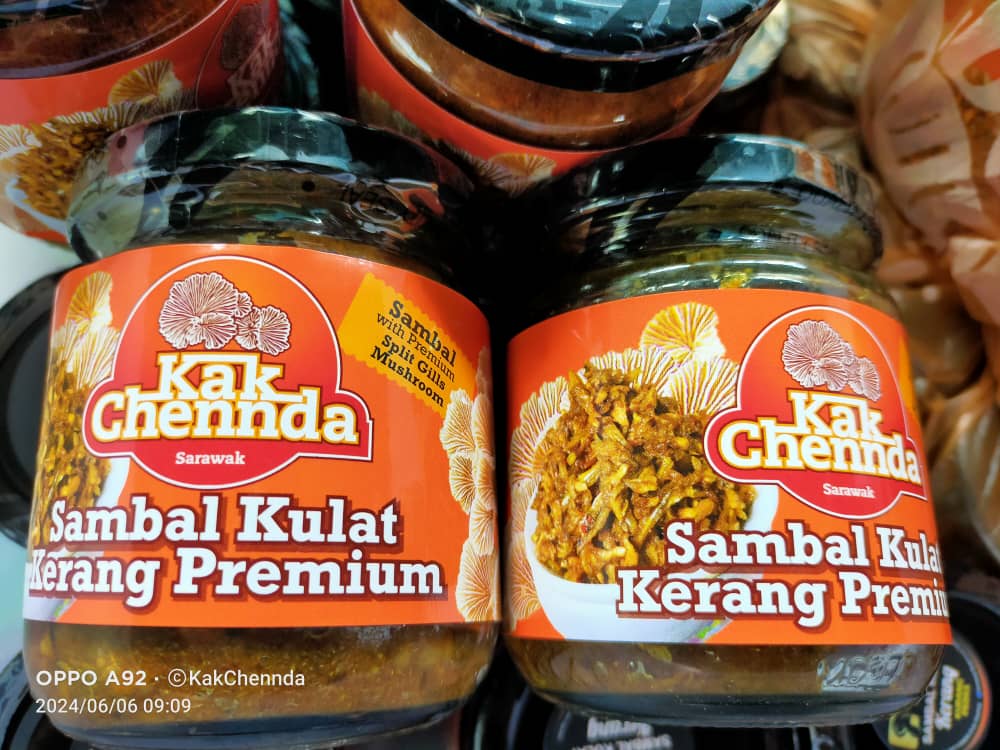 Kak
Chennda
Sarawak
Sambal
with Premium
Split Gills
Mushroom
Sambal Kulat
Kerang Premium
Kak
Chennda
Sarawak
Sambal Kulat
Kerang Premiu
OPPO A92 · ©KakChennda
2024/06/06 09:09